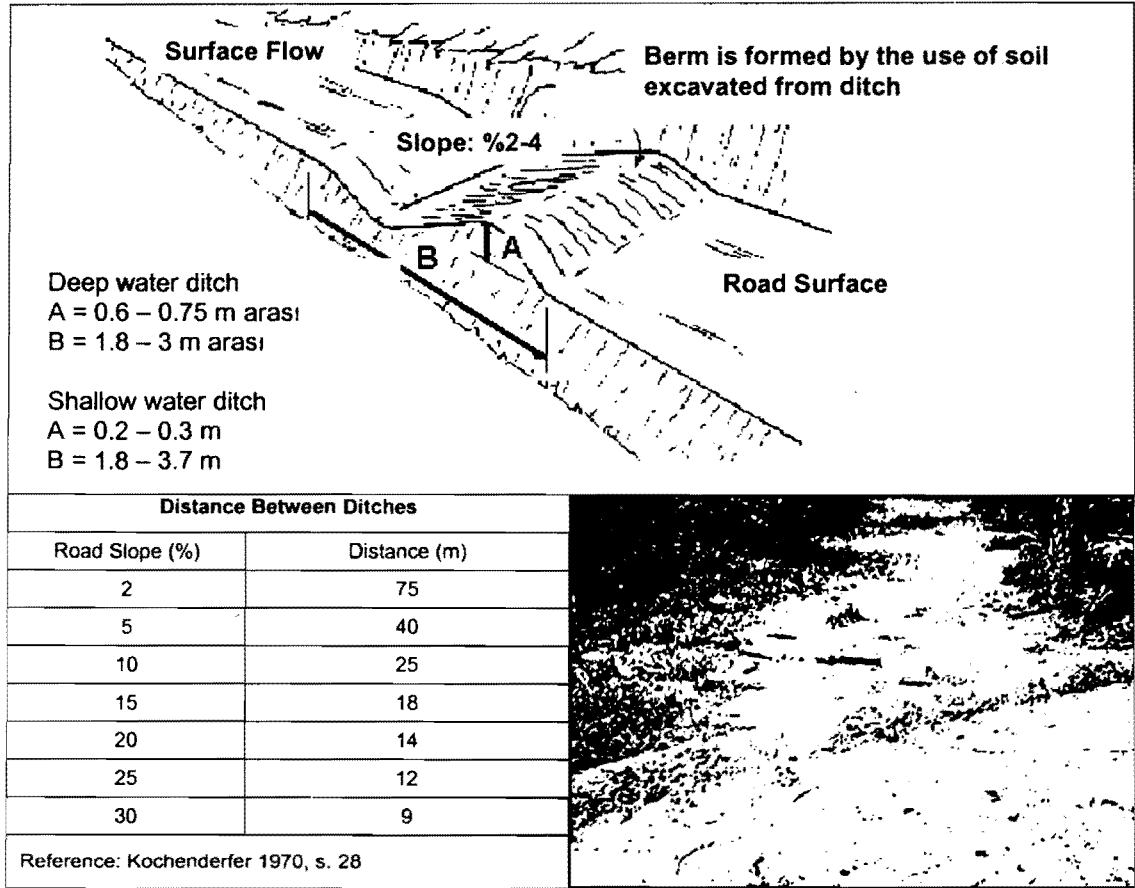 Surface Flow
Berm is formed by the use of soil
excavated from ditch
Slope: %2-4
B
A
Road Surface
Deep water ditch
A = 0.6 – 0.75 m arası
B = 1.8 – 3 m arası
Shallow water ditch
A = 0.2 – 0.3 m
B = 1.8 – 3.7 m
Distance Between Ditches
Road Slope (%) Distance (m)
2 75
5 40
10 25
15 18
20 14
25 12
30 9
Reference: Kochenderfer 1970, s. 28